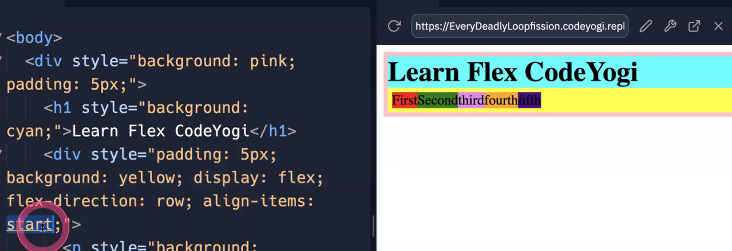 <body>
<div style="background: pink;
padding: 5px;">
<h1 style="background:
cyan;">Learn Flex CodeYogi</h1>
<div style="padding: 5px;
background: yellow; display: flex;
flex-direction: row; align-items:
start;">
<p style="background:
https://EveryDeadlyLoopfission.codeyogi.repl
Learn Flex CodeYogi
FirstSecondthirdfourthfifth